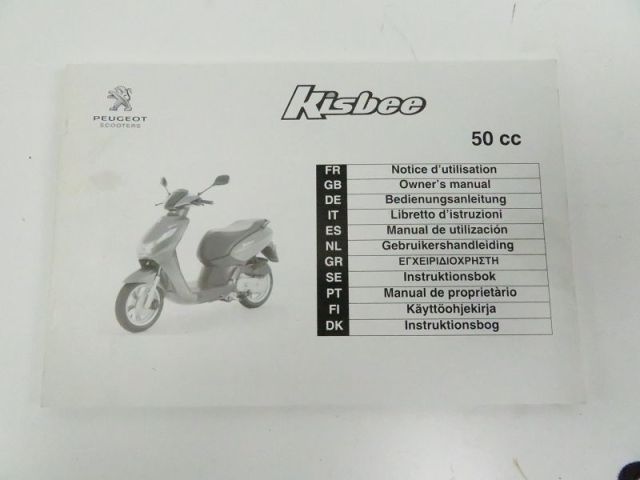 PEUGEOT
SCOOTERS
Kisbee
50 cc
FR Notice d'utilisation
GB Owner's manual
DE Bedienungsanleitung
IT Libretto d'istruzioni
ES Manual de utilización
NL Gebruikershandleiding
GR ΕΓΧΕΙΡΙΔΙΟΧΡΗΣΤΗ
SE Instruktionsbok
PT Manual de proprietàrio
FI Käyttöohjekirja
DK Instruktionsbog